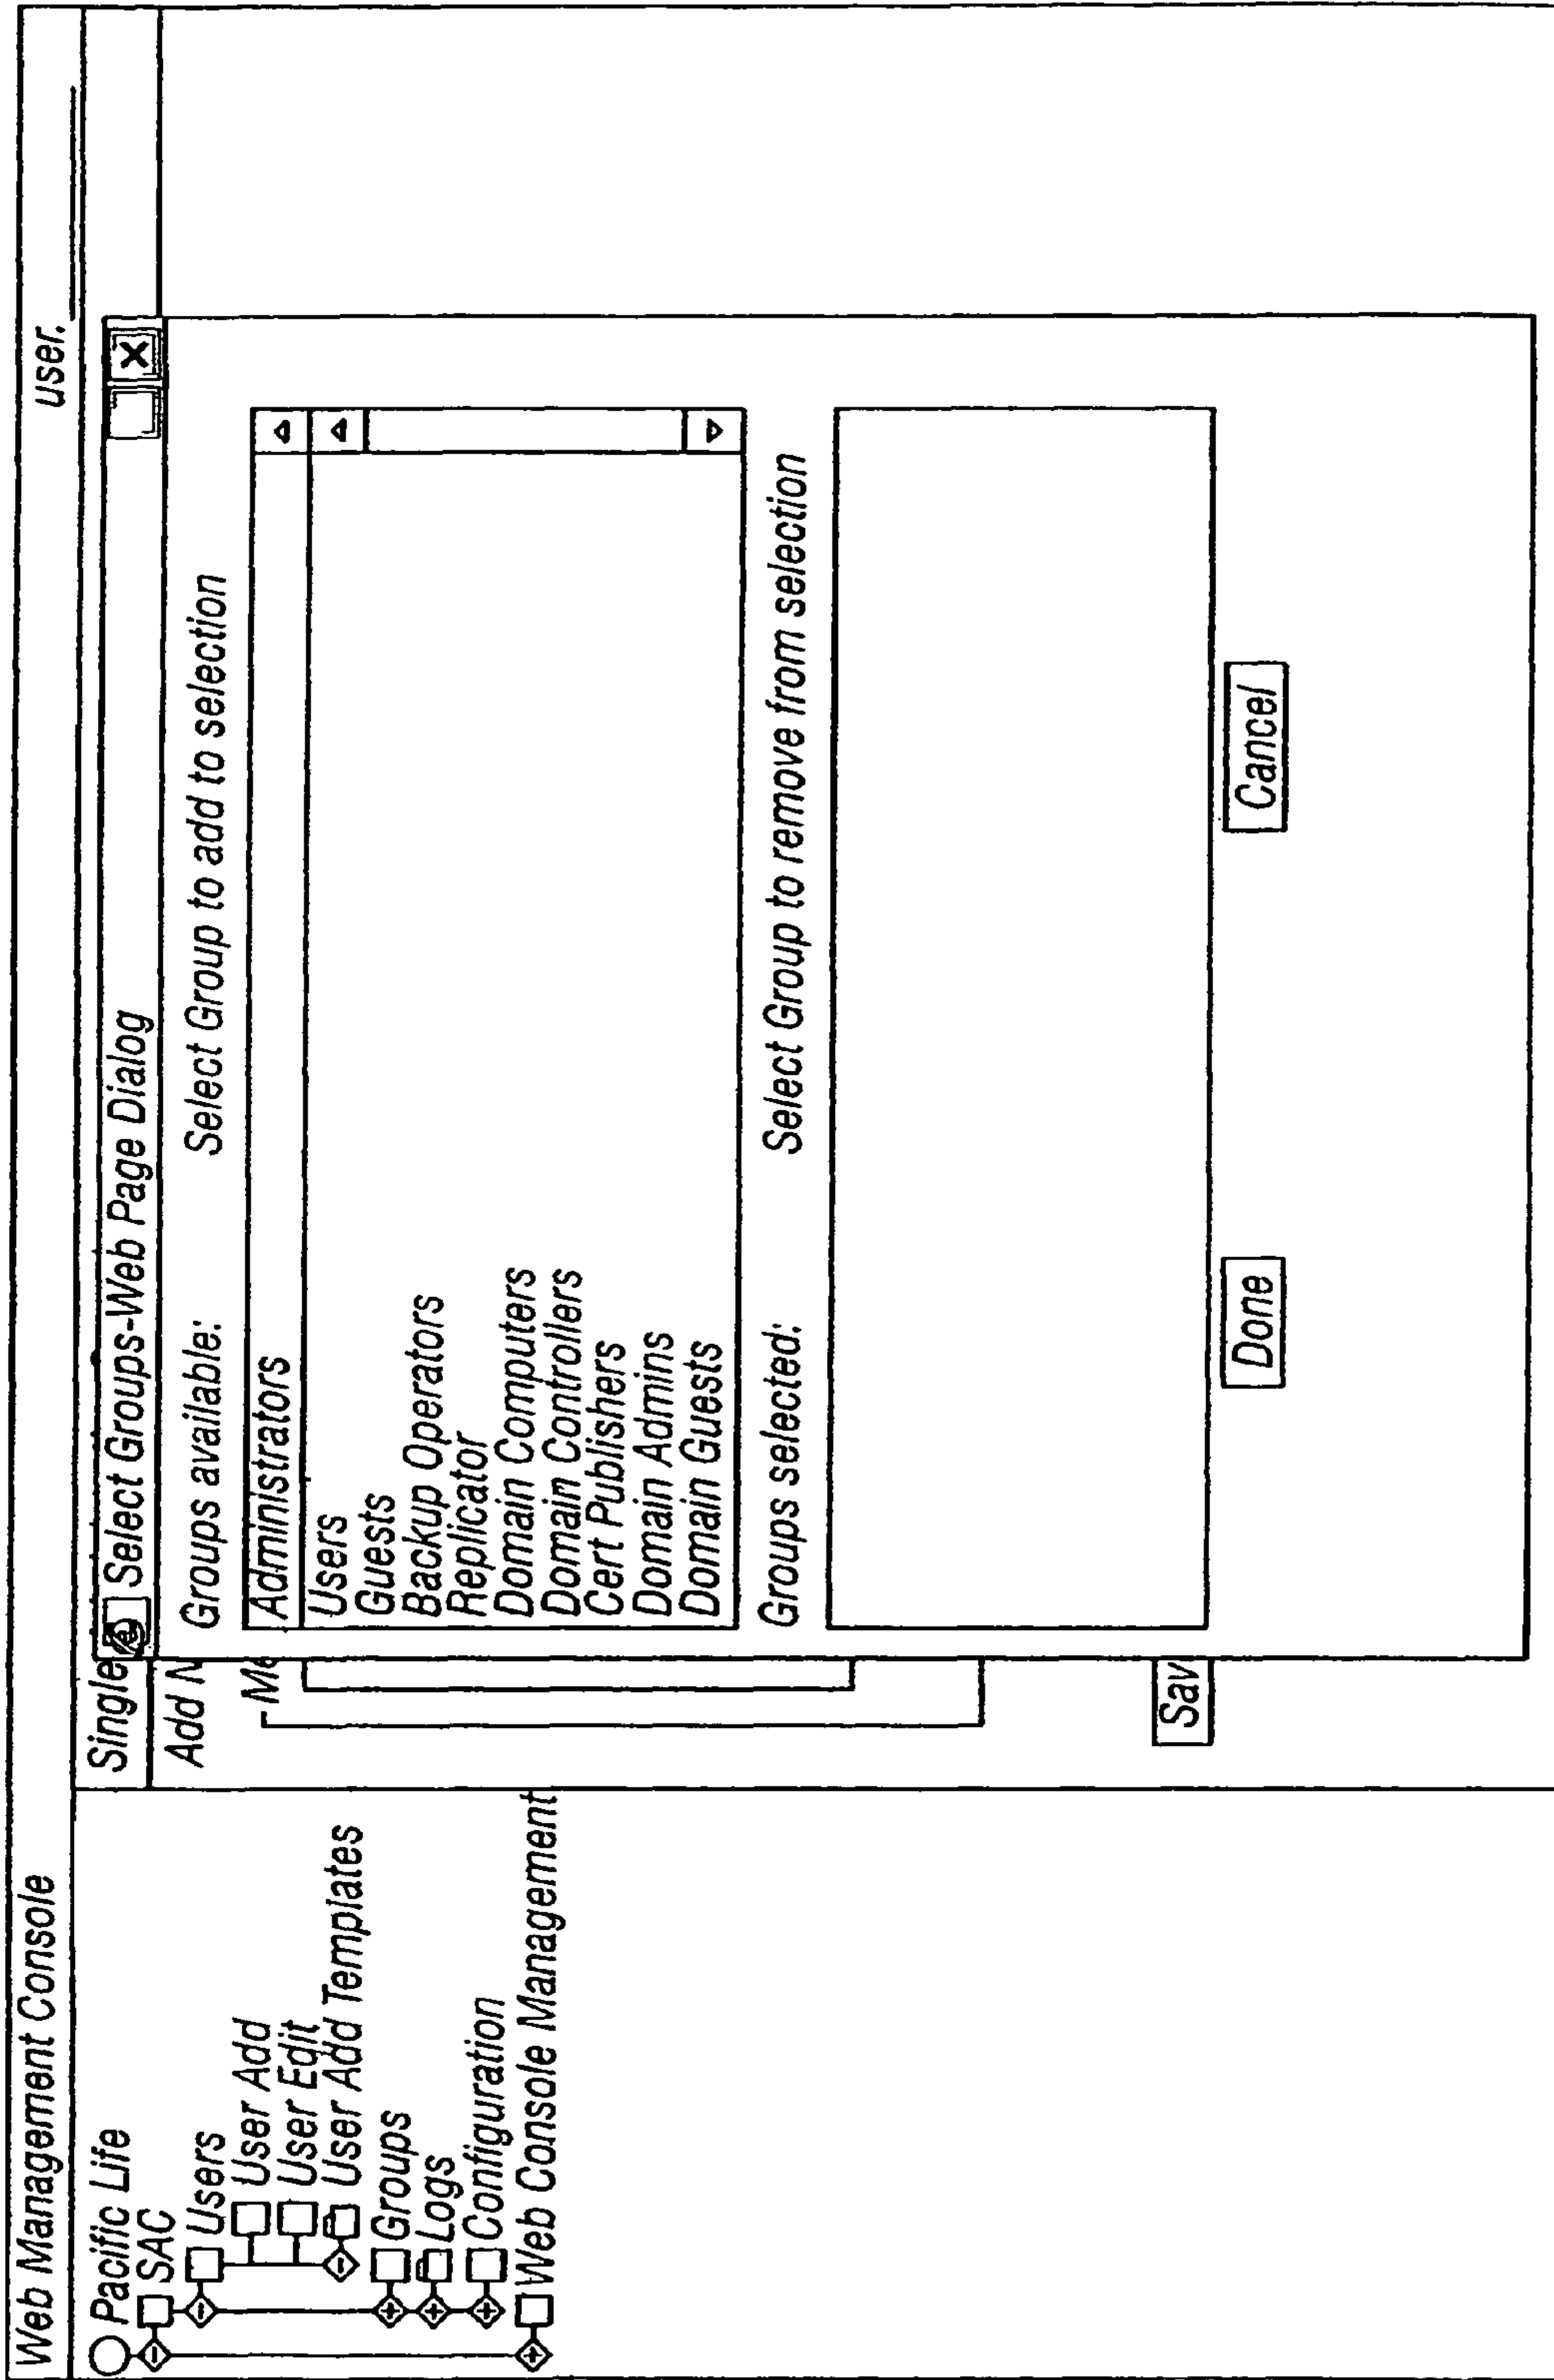 Web Management Console
user.
Pacific Life
SAC
Users
User Add
User Edit
User Add Templates
Groups
Logs
Configuration
Web Console Management
Single
Add N
Me
Sav
Select Groups-Web Page Dialog
X
Groups available:
Select Group to add to selection
Administrators
Users
Guests
Backup Operators
Replicator
Domain Computers
Domain Controllers
Cert Publishers
Domain Admins
Domain Guests
Groups selected:
Select Group to remove from selection
Done
Cancel